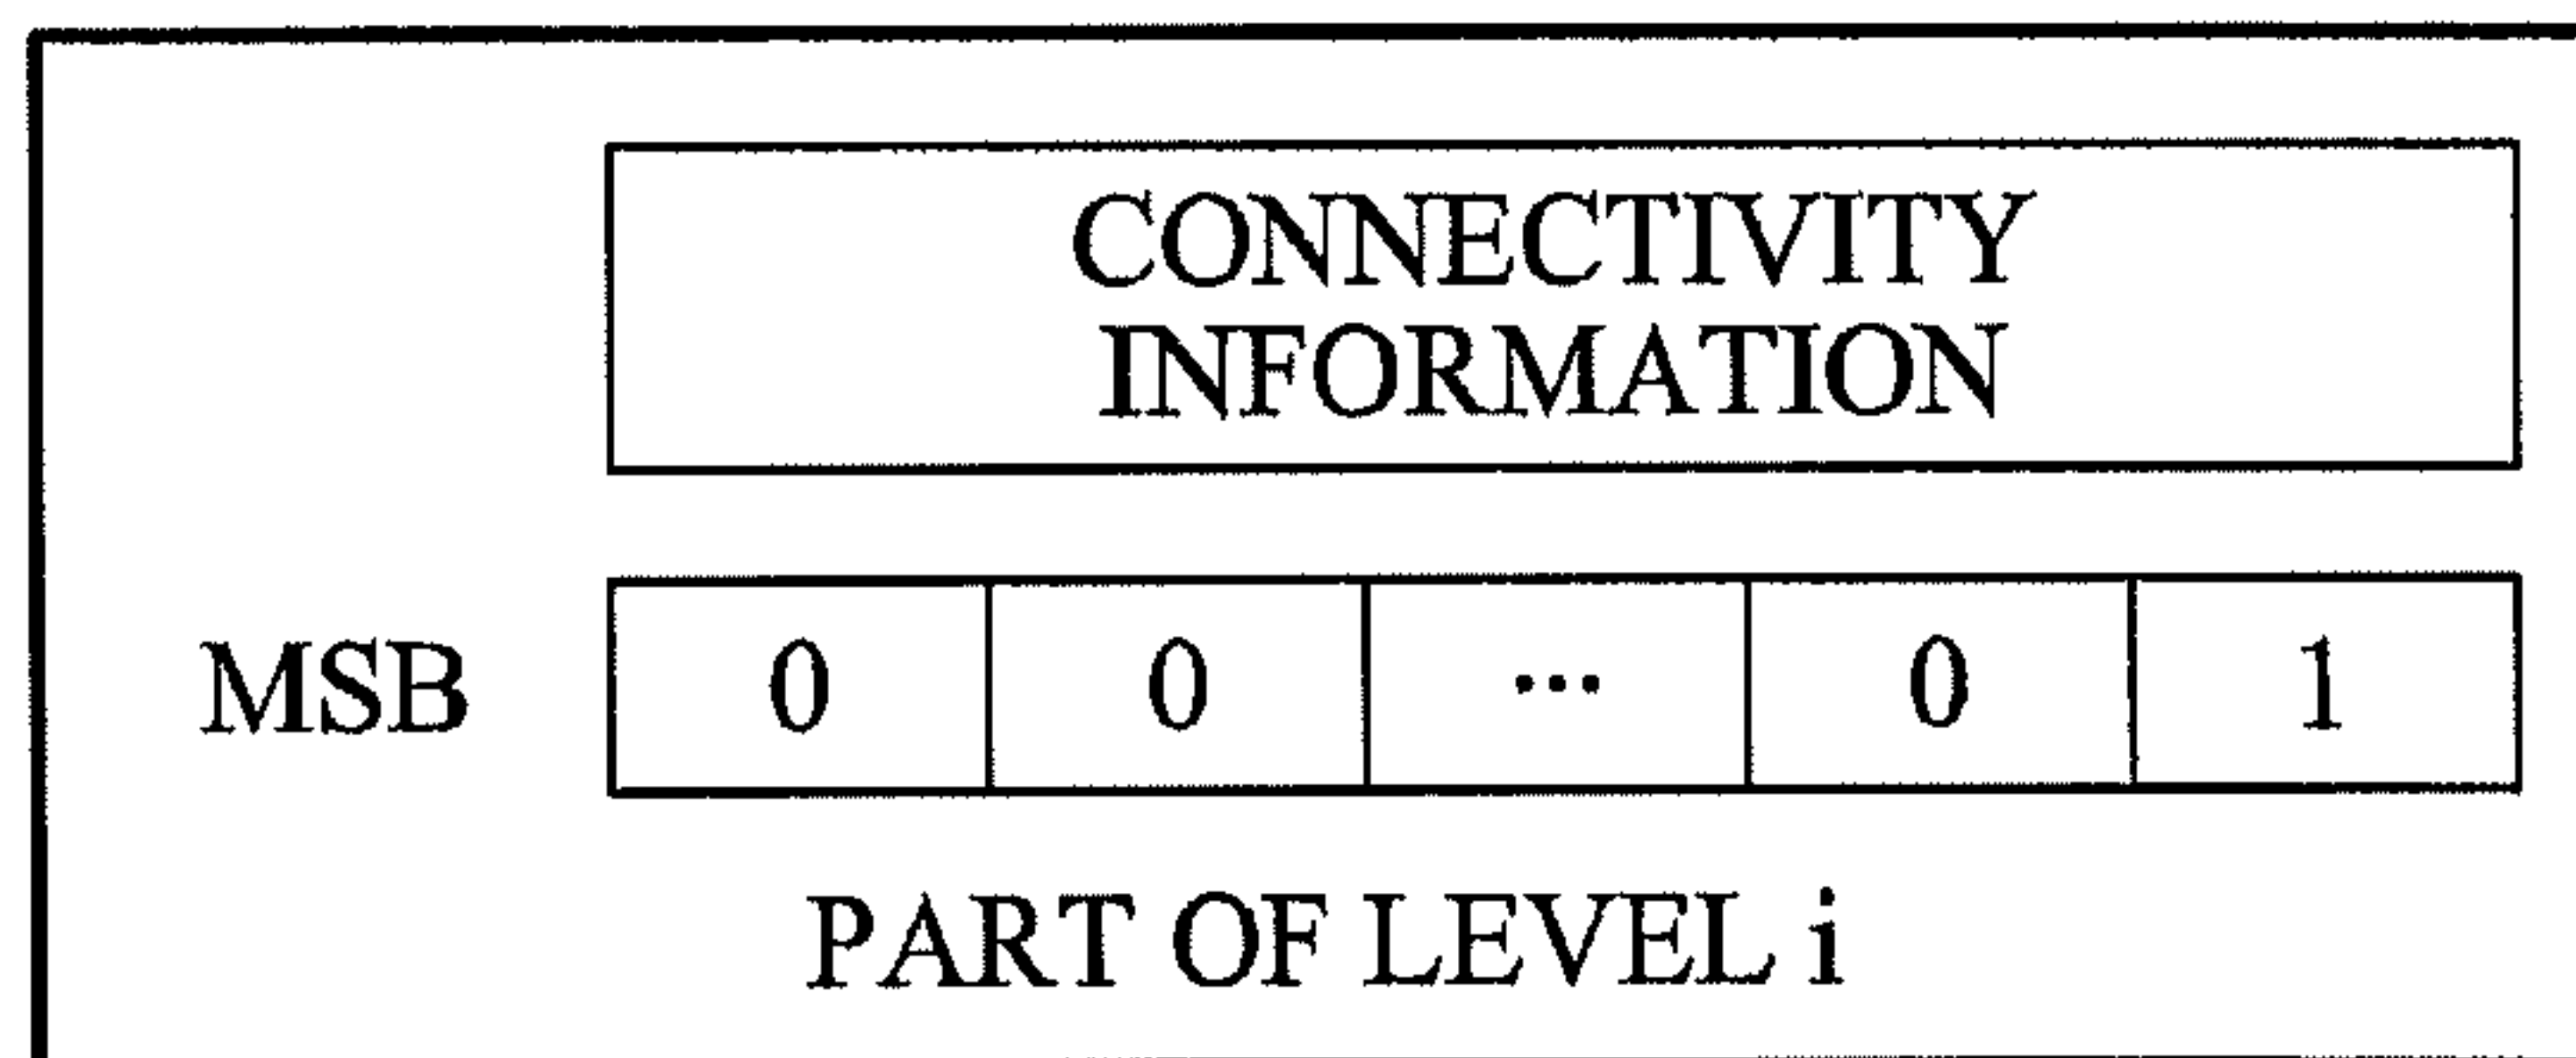 CONNECTIVITY
INFORMATION
MSB 0 0 ... 0 1
PART OF LEVEL i